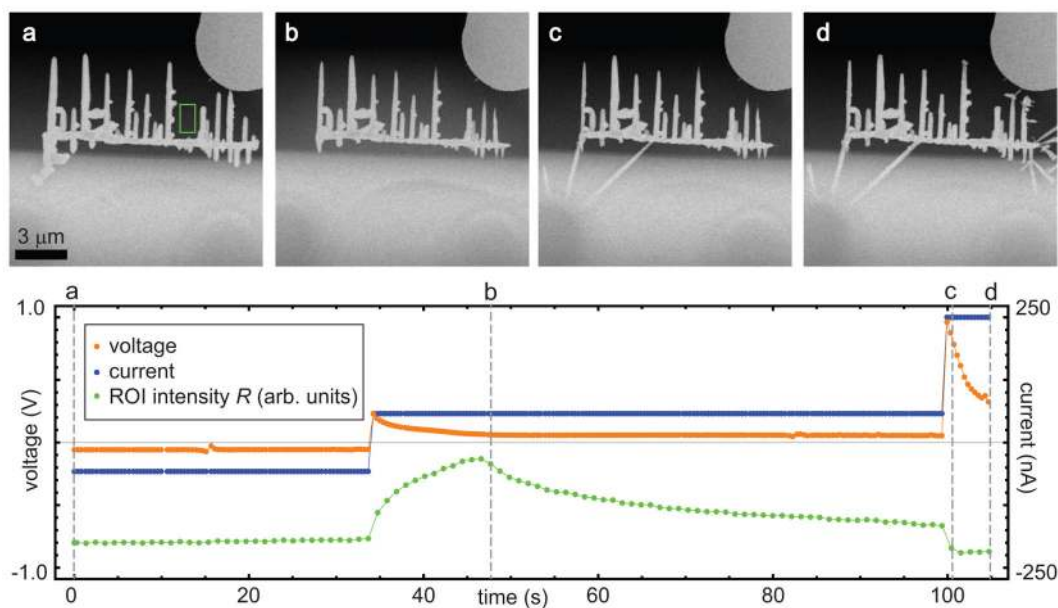 a
b
c
d
3 μm
a
b
c
d
1.0
250
voltage
current
ROI intensity R (arb. units)
voltage (V)
current (nA)
-1.0
-250
0
20
40
time (s)
60
80
100